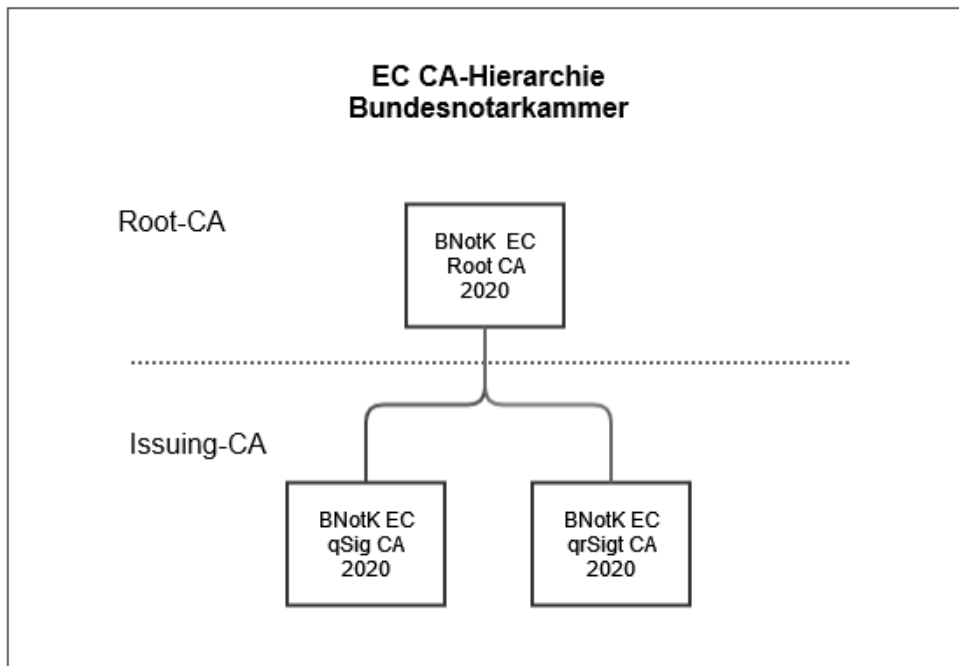 EC CA-Hierarchie
Bundesnotarkammer
Root-CA
BNotK EC
Root CA
2020
Issuing-CA
BNotK EC
qSig CA
2020
BNotK EC
qrSigt CA
2020